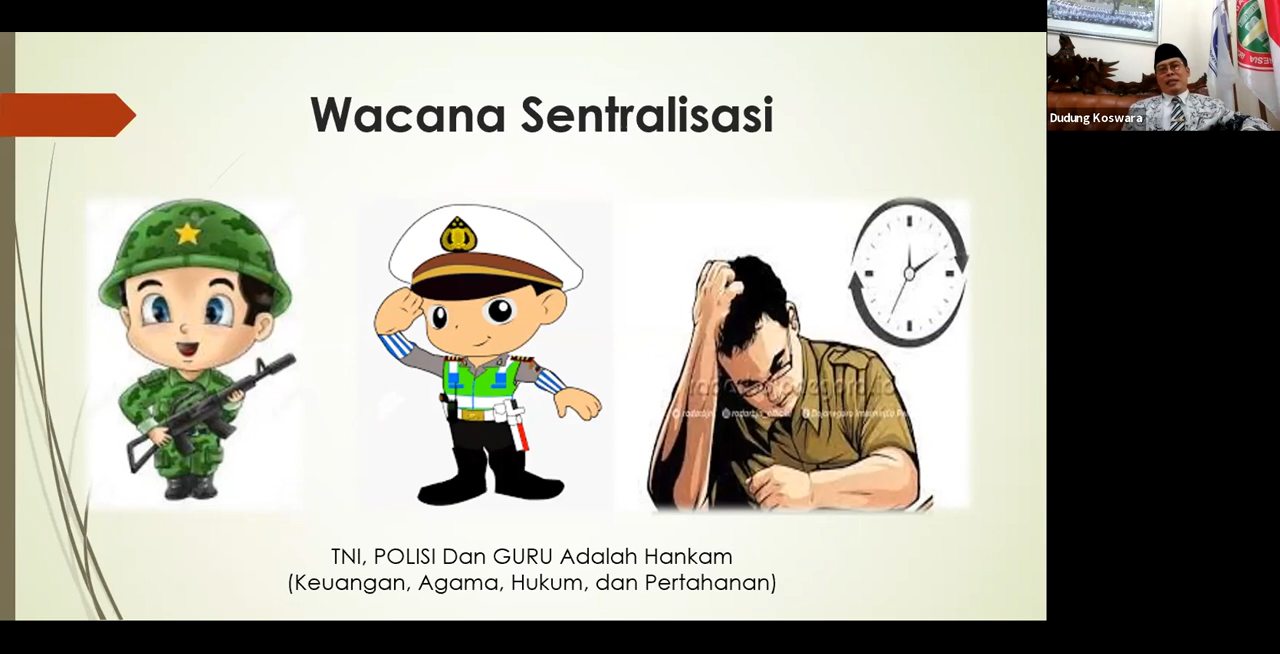 Wacana Sentralisasi
Dudung Koswara
TNI, POLISI Dan GURU Adalah Hankam
(Keuangan, Agama, Hukum, dan Pertahanan)